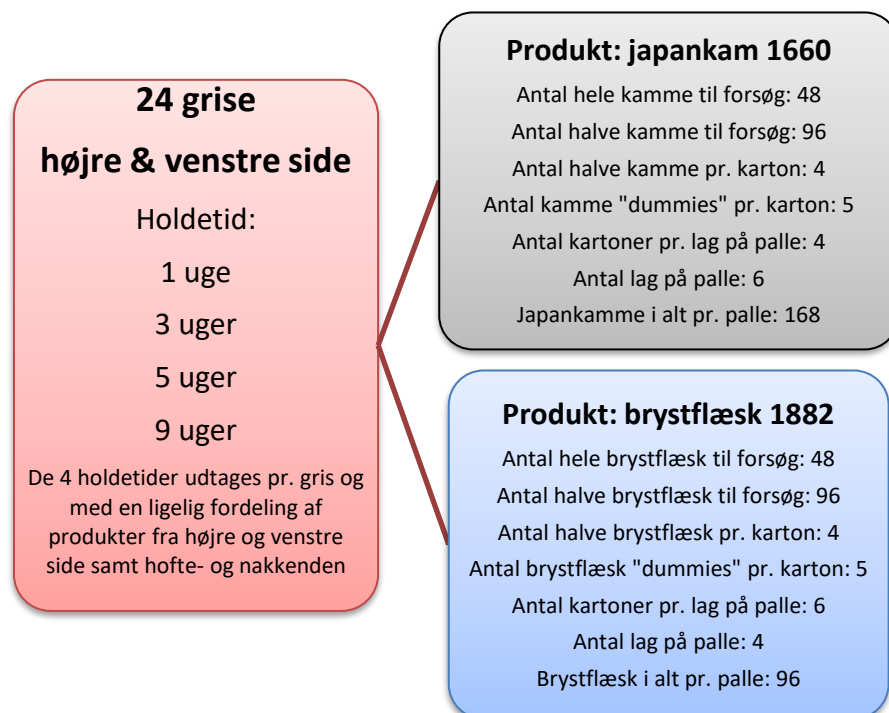 24 grise
højre & venstre side
Holdetid:
1 uge
3 uger
5 uger
9 uger
De 4 holdetider udtages pr. gris og
med en ligelig fordeling af
produkter fra højre og venstre
side samt hofte- og nakkenden
Produkt: japankam 1660
Antal hele kamme til forsøg: 48
Antal halve kamme til forsøg: 96
Antal halve kamme pr. karton: 4
Antal kamme "dummies" pr. karton: 5
Antal kartoner pr. lag på palle: 4
Antal lag på palle: 6
Japankamme i alt pr. palle: 168
Produkt: brystflæsk 1882
Antal hele brystflæsk til forsøg: 48
Antal halve brystflæsk til forsøg: 96
Antal halve brystflæsk pr. karton: 4
Antal brystflæsk "dummies" pr. karton: 5
Antal kartoner pr. lag på palle: 6
Antal lag på palle: 4
Brystflæsk i alt pr. palle: 96